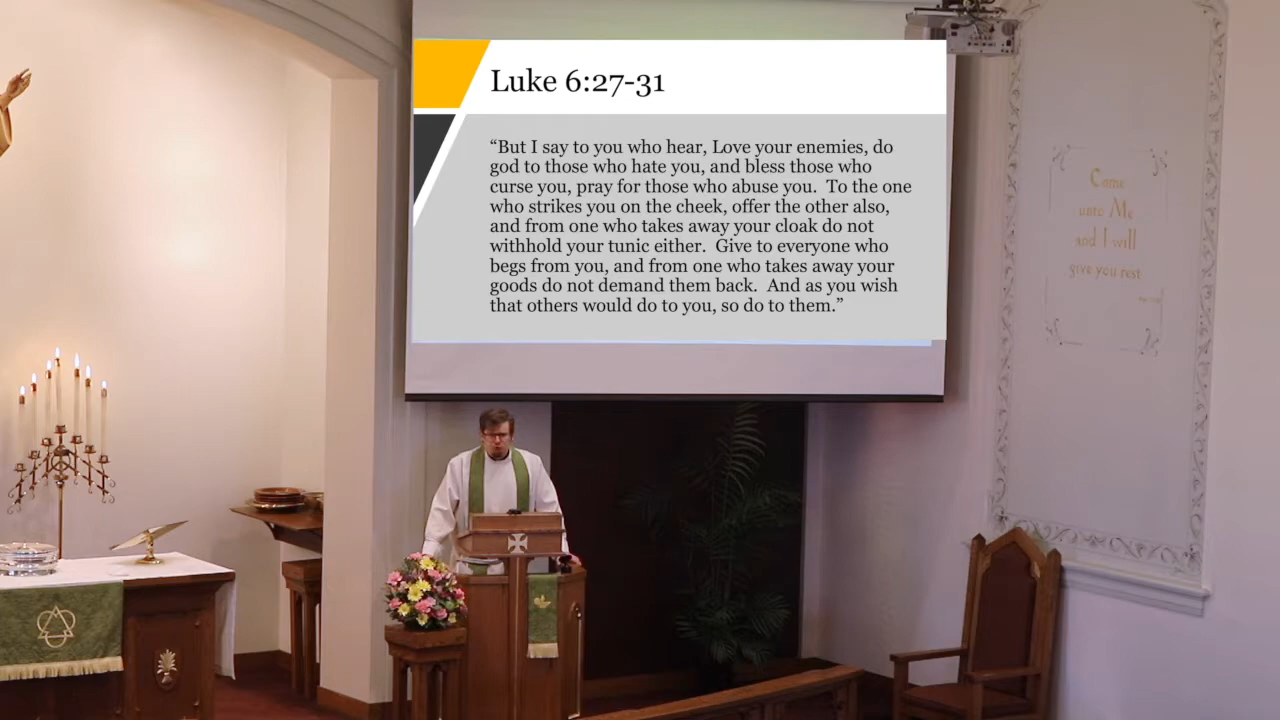 Luke 6:27-31
“But I say to you who hear, Love your enemies, do
god to those who hate you, and bless those who
curse you, pray for those who abuse you.  To the one
who strikes you on the cheek, offer the other also,
and from one who takes away your cloak do not
withhold your tunic either.  Give to everyone who
begs from you, and from one who takes away your
goods do not demand them back.  And as you wish
that others would do to you, so do to them.”
Come
unto Me
and I will
give you rest